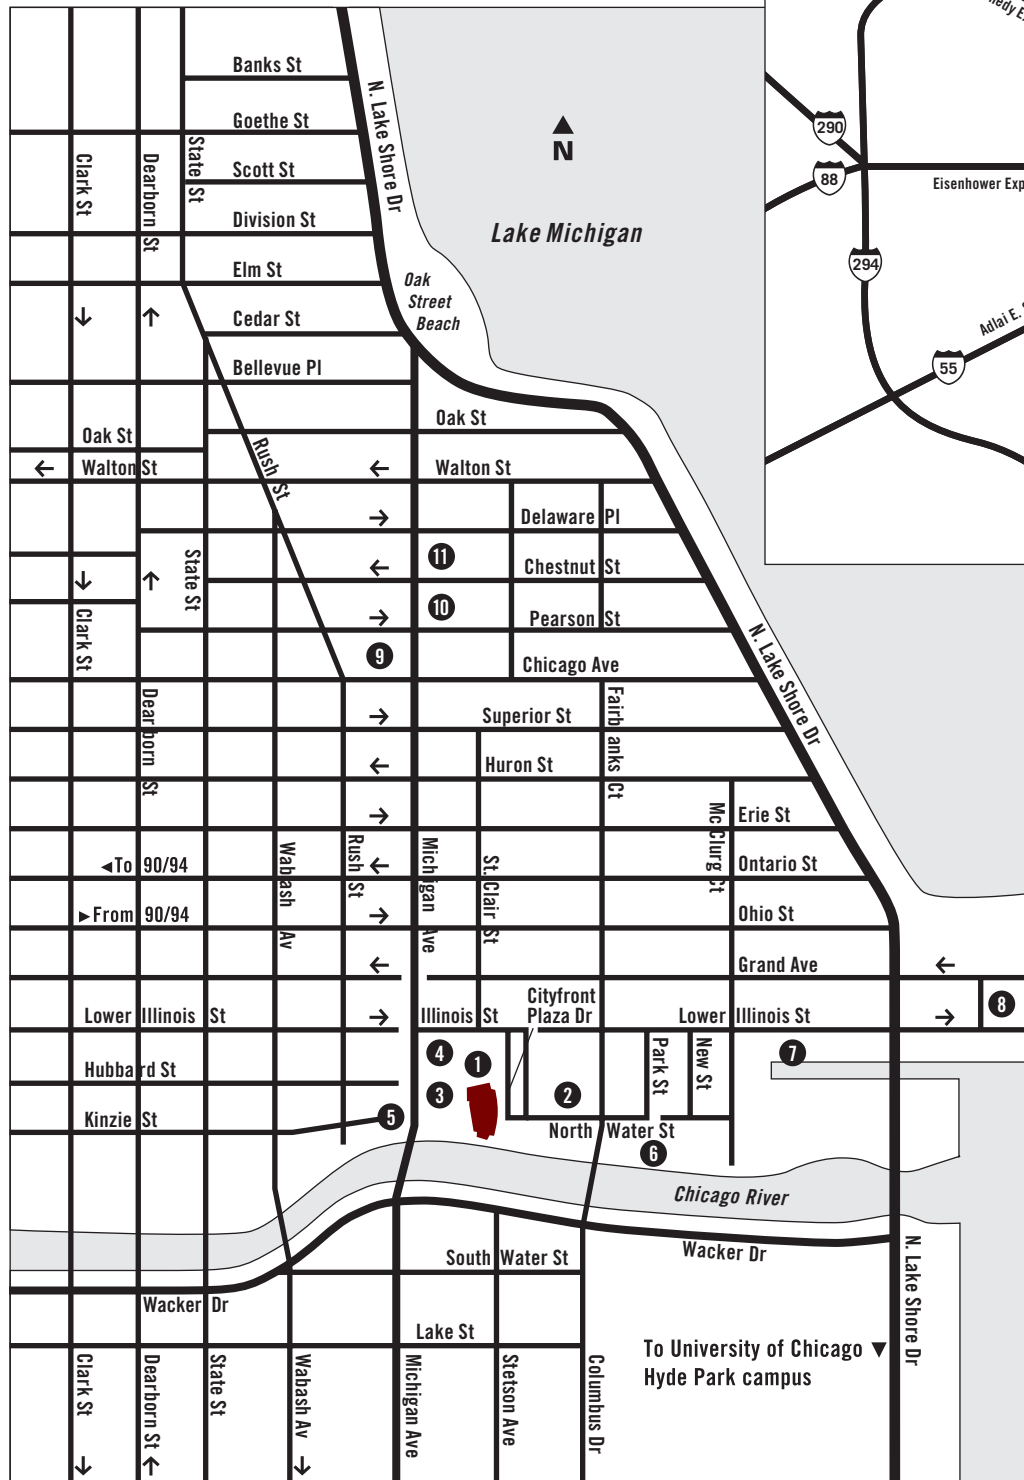 Banks St
Goethe St
Scott St
Division St
Elm St
Cedar St
Bellevue Pl
Oak St
Walton St
Clark St
Dearborn St
State St
N. Lake Shore Dr
N
Lake Michigan
Oak
Street
Beach
290
88
Eisenhower
294
Adlai E.
55
Oak St
Walton St
Rush St
Delaware Pl
Chestnut St
Pearson St
Chicago Ave
State St
Clark St
Dearborn St
11
10
9
N. Lake Shore Dr
Superior St
Huron St
Fairbanks Ct
Erie St
McClurg Ct
Ontario St
Ohio St
Grand Ave
To 90/94
From 90/94
Wabash Av
Rush St
Michigan Ave
St. Clair St
Lower Illinois St
Illinois St
Cityfront
Plaza Dr
Lower Illinois St
8
Hubbard St
Kinzie St
4
1
3
5
2
Park St
New St
7
North Water St
6
Chicago River
South Water St
Wacker Dr
Wacker Dr
Lake St
N. Lake Shore Dr
To University of Chicago
Hyde Park campus
Clark St
Dearborn St
State St
Wabash Av
Michigan Ave
Stetson Ave
Columbus Dr